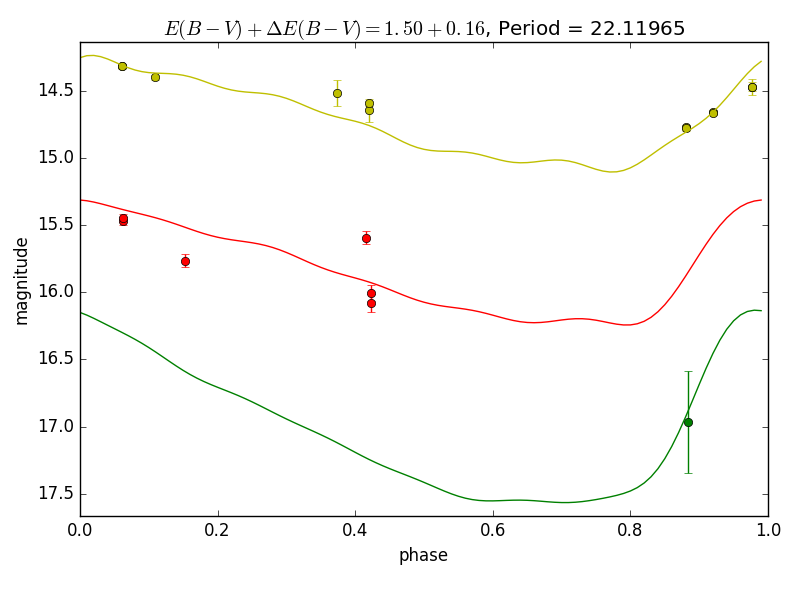 E(B − V) + ΔE(B − V) = 1.50 + 0.16, Period = 22.11965
14.5
15.0
15.5
16.0
16.5
17.0
17.5
magnitude
0.0 0.2 0.4 0.6 0.8 1.0
phase